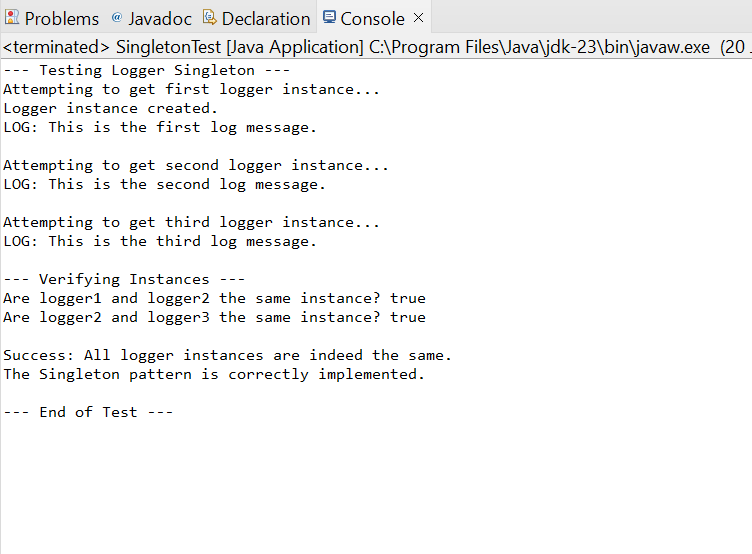 Problems @ Javadoc Declaration Console ×
<terminated> SingletonTest [Java Application] C:\Program Files\Java\jdk-23\bin\javaw.exe (20
--- Testing Logger Singleton ---
Attempting to get first logger instance...
Logger instance created.
LOG: This is the first log message.
Attempting to get second logger instance...
LOG: This is the second log message.
Attempting to get third logger instance...
LOG: This is the third log message.
--- Verifying Instances ---
Are logger1 and logger2 the same instance? true
Are logger2 and logger3 the same instance? true
Success: All logger instances are indeed the same.
The Singleton pattern is correctly implemented.
--- End of Test ---